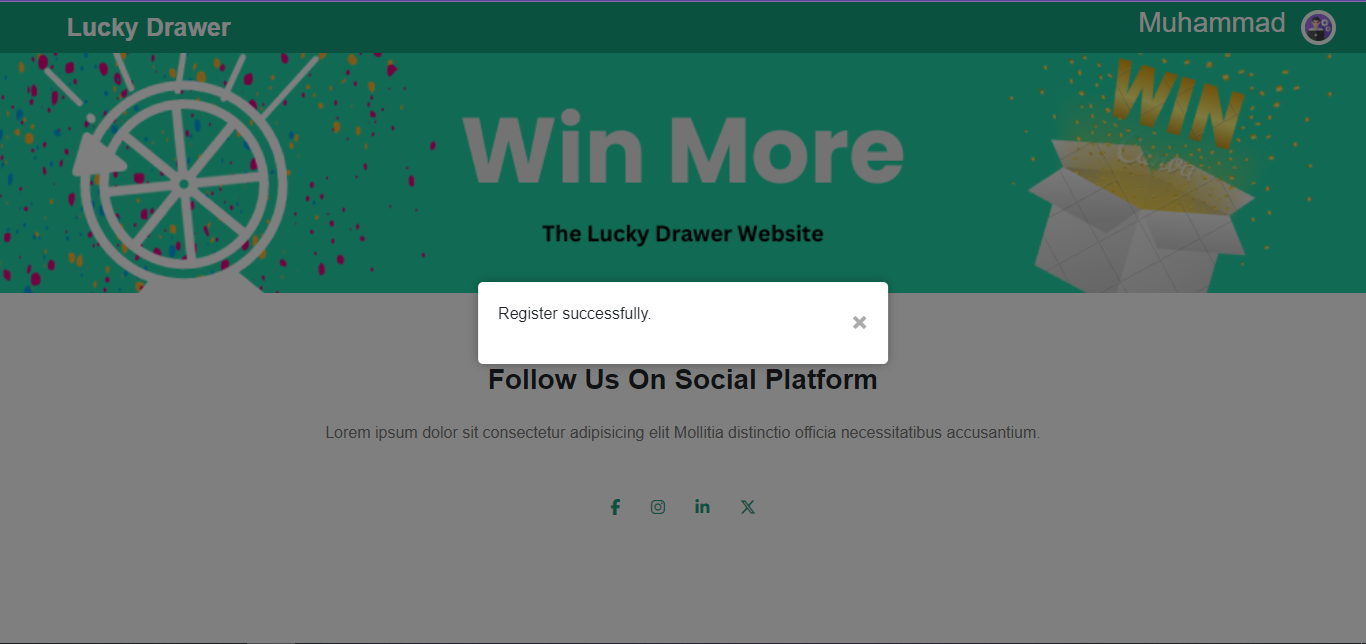 Lucky Drawer
Muhammad
Win More
WIN
Canva
The Lucky Drawer Website
Register successfully.
×
Follow Us On Social Platform
Lorem ipsum dolor sit consectetur adipisicing elit Mollitia distinctio officia necessitatibus accusantium.